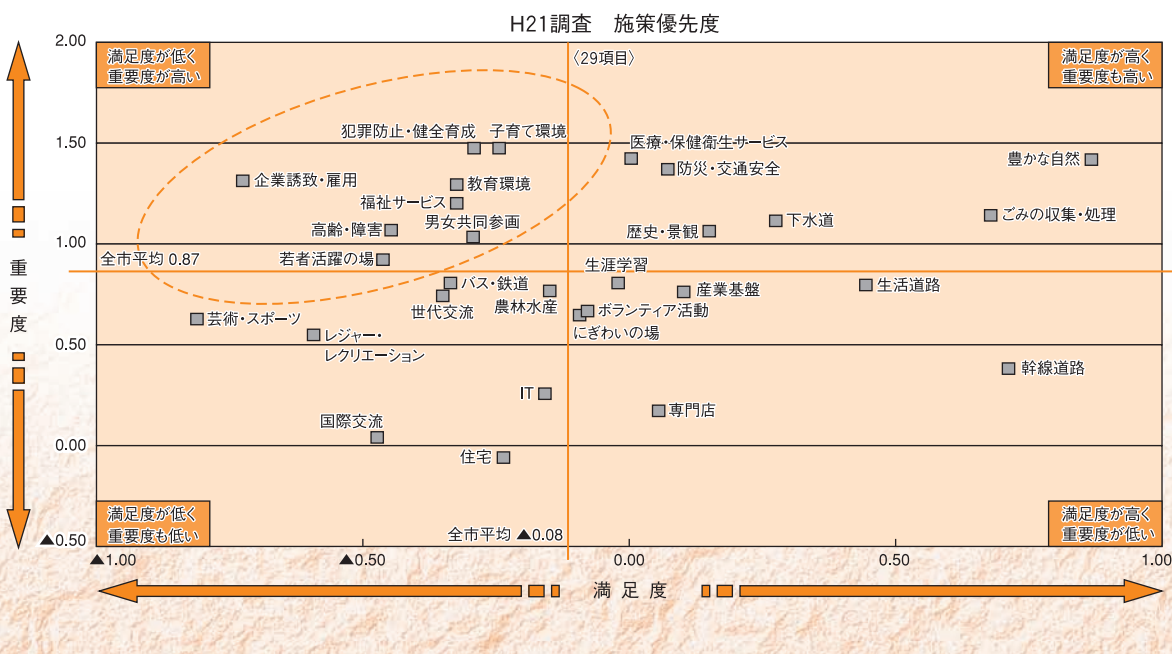 H21調査 施策優先度
2.00
満足度が低く
重要度が高い
〈29項目〉
満足度が高く
重要度も高い
1.50
犯罪防止・健全育成
子育て環境
医療・保健衛生サービス
防災・交通安全
豊かな自然
企業誘致・雇用
教育環境
福祉サービス
ごみの収集・処理
高齢・障害
男女共同参画
歴史・景観
下水道
1.00
全市平均 0.87
若者活躍の場
生涯学習
バス・鉄道
世代交流
農林水産
産業基盤
生活道路
ボランティア活動
にぎわいの場
芸術・スポーツ
レジャー・
レクリエーション
0.50
幹線道路
IT
専門店
国際交流
0.00
住宅
重要度
満足度が低く
重要度も低い
全市平均 ▲0.08
満足度が高く
重要度が低い
▲0.50
▲1.00
▲0.50
0.00
0.50
1.00
満足度